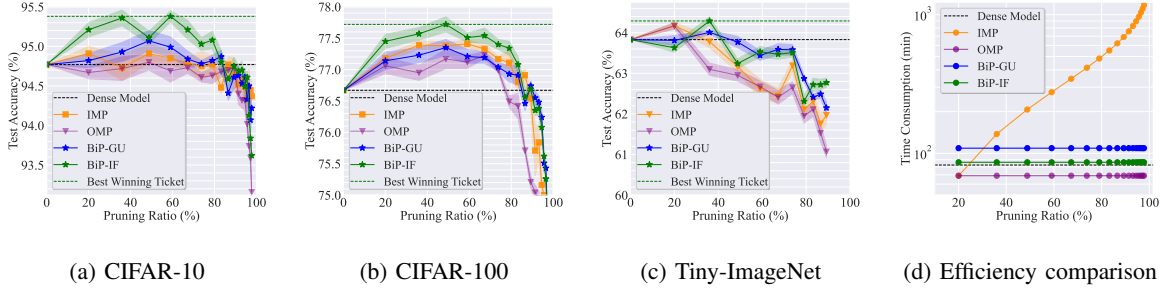 Test Accuracy (%)
95.5
95.0
94.5
94.0
93.5
Dense Model
IMP
OMP
BiP-GU
BiP-IF
Best Winning Ticket
0 20 40 60 80 100
Pruning Ratio (%)
(a) CIFAR-10
Test Accuracy (%)
78.0
77.5
77.0
76.5
76.0
75.5
75.0
Dense Model
IMP
OMP
BiP-GU
BiP-IF
Best Winning Ticket
0 20 40 60 80 100
Pruning Ratio (%)
(b) CIFAR-100
Test Accuracy (%)
64
63
62
61
60
Dense Model
IMP
OMP
BiP-GU
BiP-IF
Best Winning Ticket
0 20 40 60 80 100
Pruning Ratio (%)
(c) Tiny-ImageNet
Time Consumption (min)
10³
10²
Dense Model
IMP
OMP
BiP-GU
BiP-IF
20 30 40 50 60 70 80 90 100
Pruning Ratio (%)
(d) Efficiency comparison